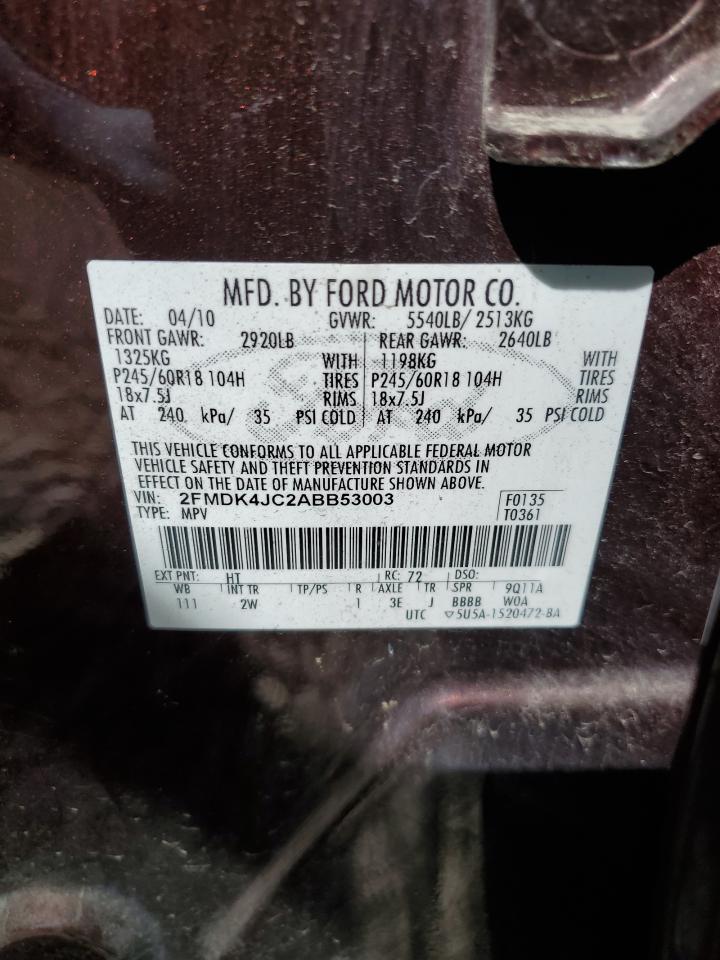 MFD. BY FORD MOTOR CO.
DATE: 04/10 GVWR: 5540LB/ 2513KG
FRONT GAWR: 2920LB REAR GAWR: 2640LB
1325KG WITH 1198KG WITH
P245/60R18 104H TIRES P245/60R18 104H TIRES
18x7.5J RIMS 18x7.5J RIMS
AT 240 kPa/ 35 PSI COLD AT 240 kPa/ 35 PSI COLD
THIS VEHICLE CONFORMS TO ALL APPLICABLE FEDERAL MOTOR
VEHICLE SAFETY AND THEFT PREVENTION STANDARDS IN
EFFECT ON THE DATE OF MANUFACTURE SHOWN ABOVE.
VIN: 2FMDK4JC2ABB53003 F0135
TYPE: MPV T0361
EXT PNT: HT RC: 72 DSO:
WB INT TR TP/PS R AXLE TR SPR 9Q11A
111 2W 1 3E J BBBB WOA
UTC ▽5U5A-1520472-BA